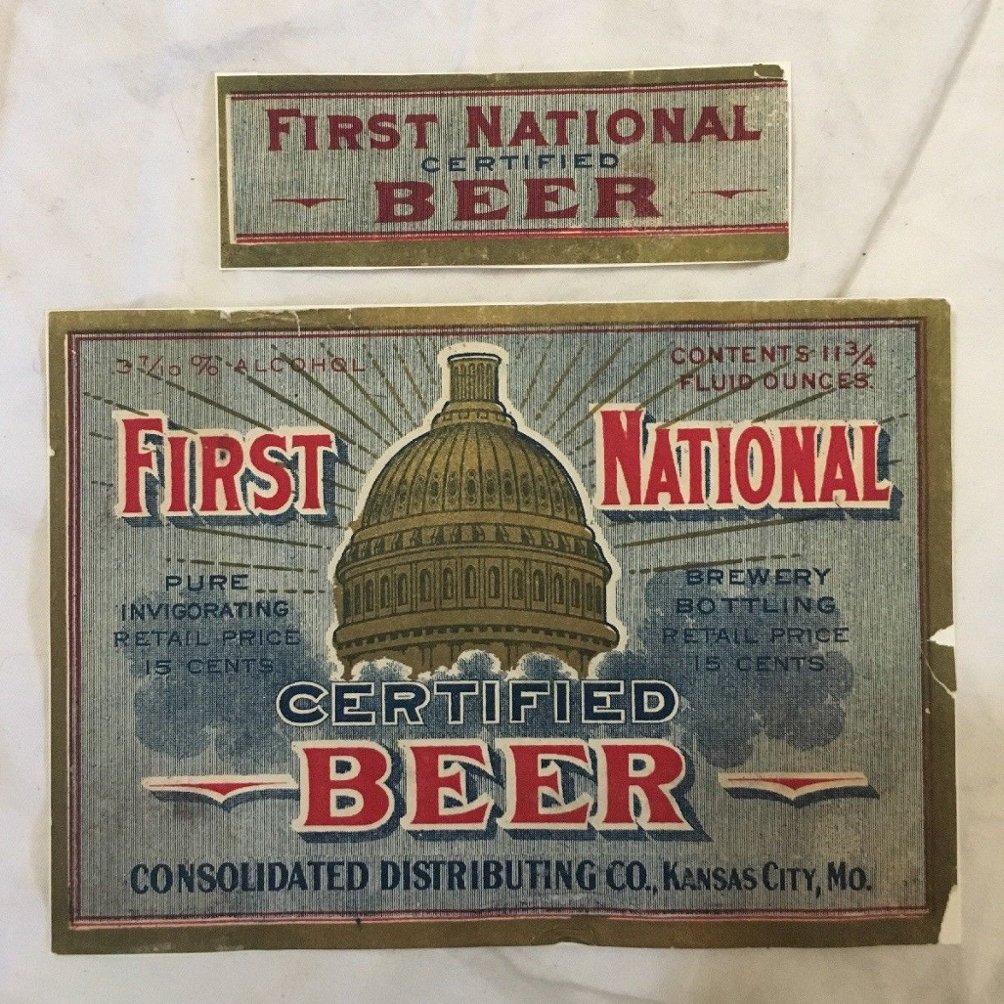 FIRST NATIONAL
CERTIFIED
BEER
3 7/10 % ALCOHOL
CONTENTS 11 3/4
FLUID OUNCES.
FIRST NATIONAL
PURE
INVIGORATING
RETAIL PRICE
15 CENTS
BREWERY
BOTTLING
RETAIL PRICE
15 CENTS
CERTIFIED
BEER
CONSOLIDATED DISTRIBUTING CO., KANSAS CITY, MO.